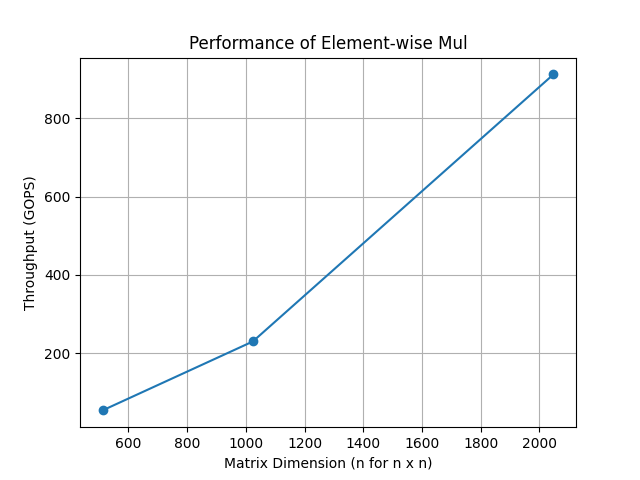 Performance of Element-wise Mul
Throughput (GOPS)
800
600
400
200
600 800 1000 1200 1400 1600 1800 2000
Matrix Dimension (n for n x n)